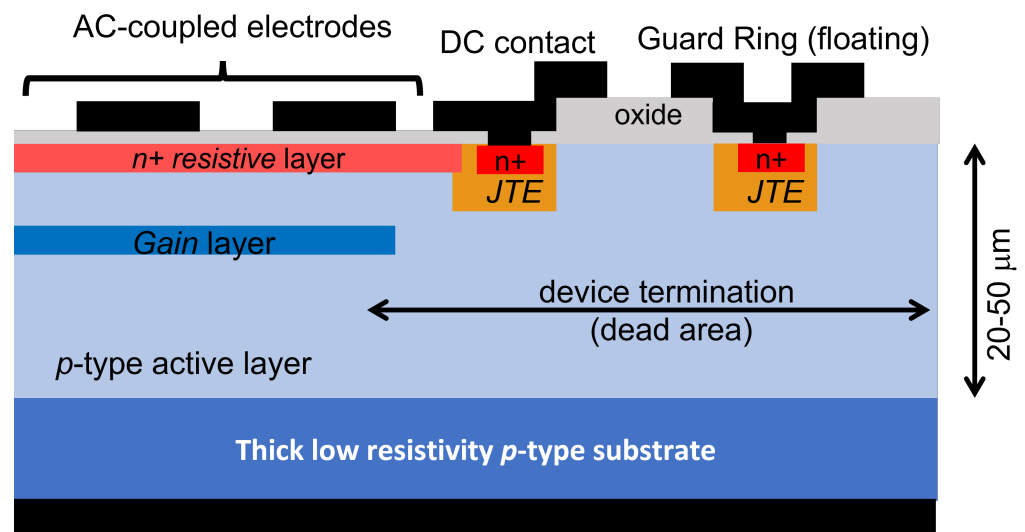 AC-coupled electrodes
DC contact
Guard Ring (floating)
oxide
n+ resistive layer
n+
n+
JTE
JTE
Gain layer
device termination
(dead area)
20-50 μm
p-type active layer
Thick low resistivity p-type substrate